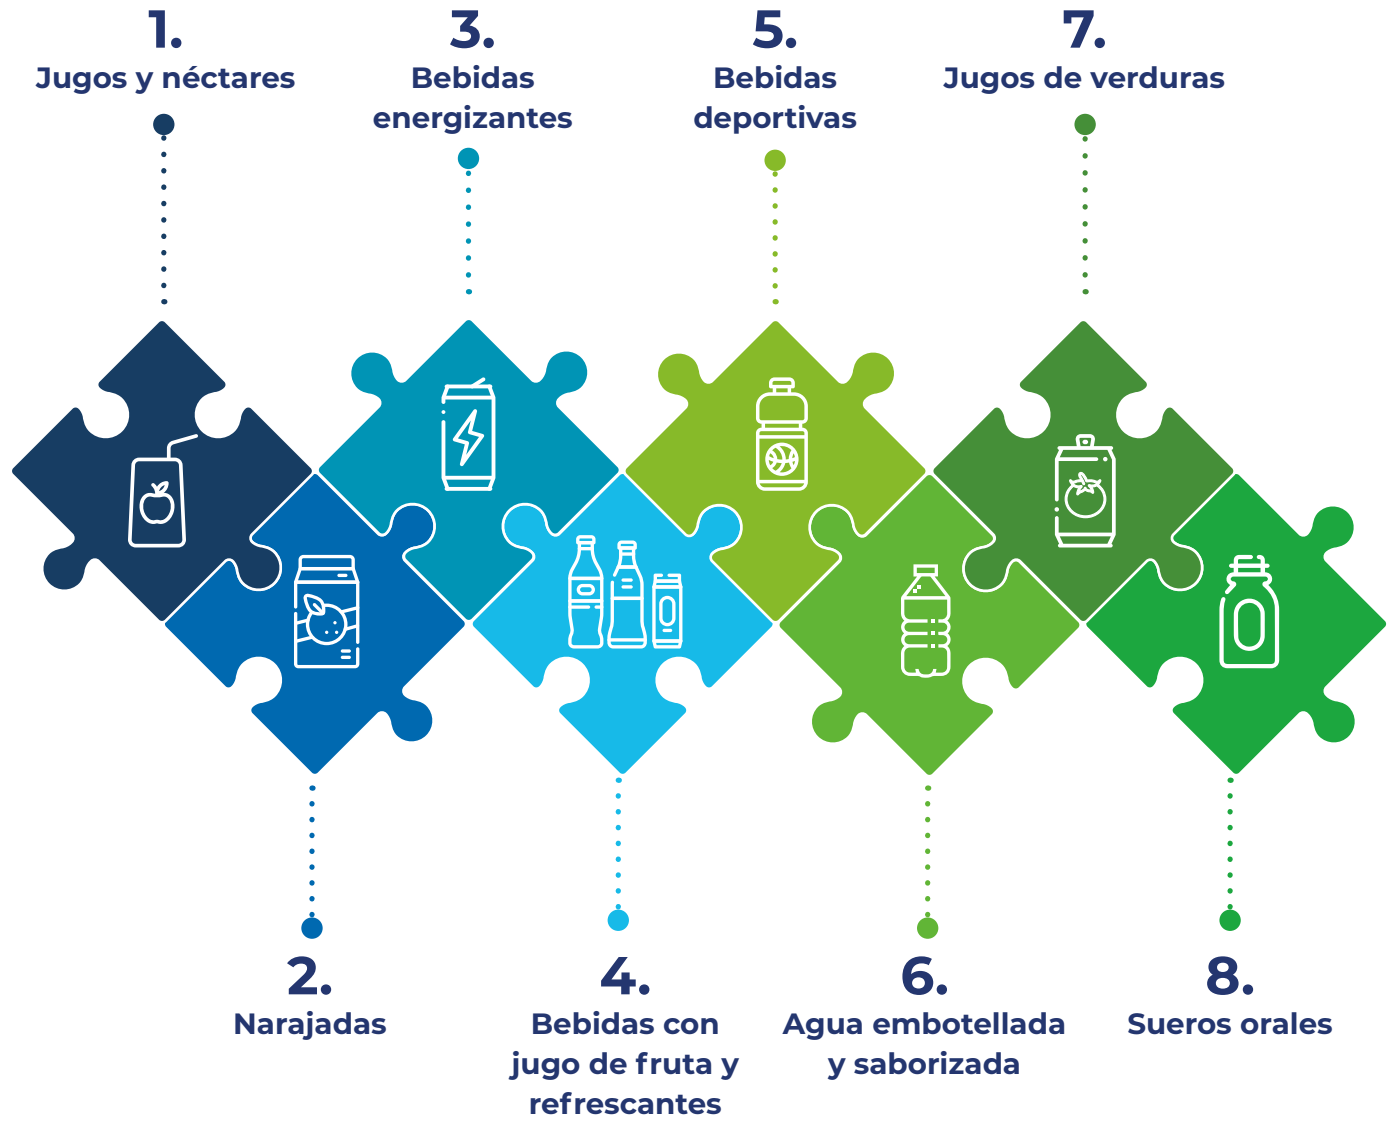 1.
Jugos y néctares
2.
Narajadas
3.
Bebidas
energizantes
4.
Bebidas con
jugo de fruta y
refrescantes
5.
Bebidas
deportivas
6.
Agua embotellada
y saborizada
7.
Jugos de verduras
8.
Sueros orales